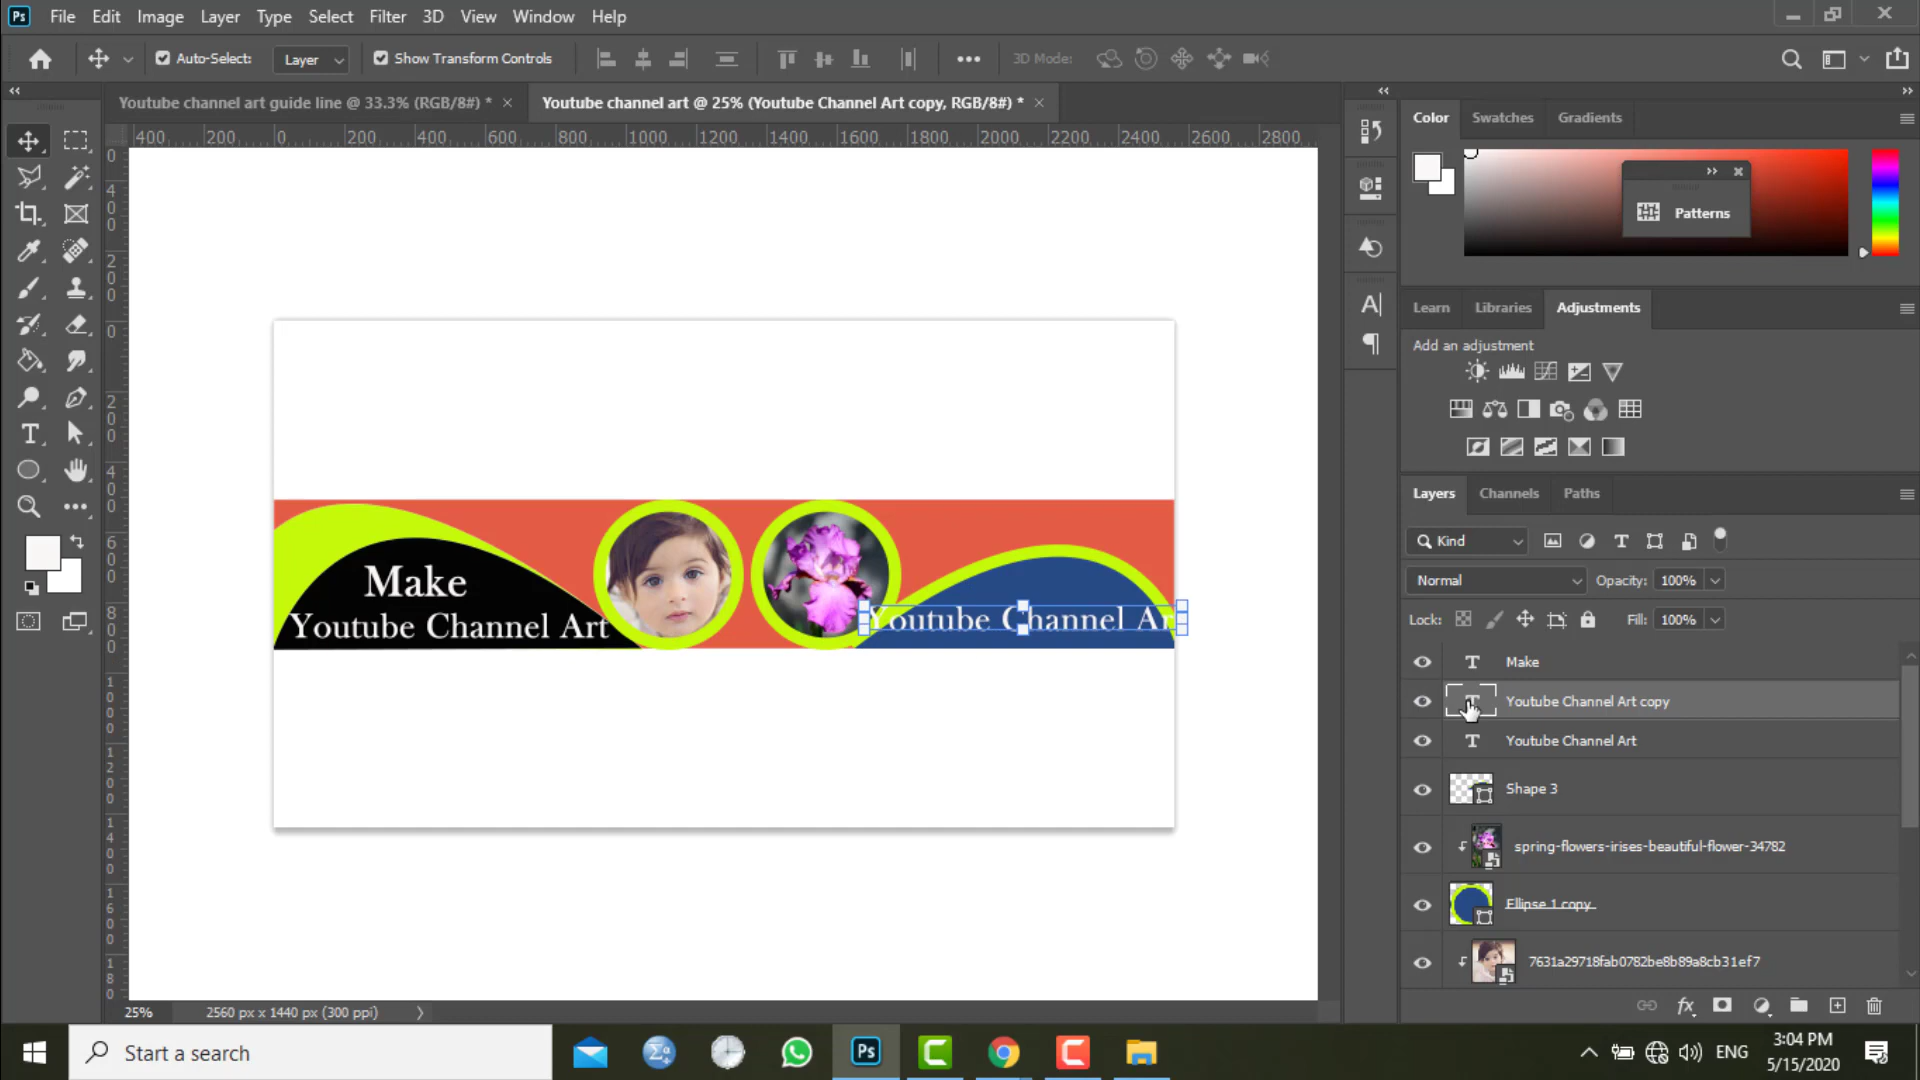 Ps File Edit Image Layer Type Select Filter 3D View Window Help
Auto-Select: Layer Show Transform Controls 3D Mode:
Youtube channel art guide line @ 33.3% (RGB/8#) * Youtube channel art @ 25% (Youtube Channel Art copy, RGB/8#) *
400 200 0 200 400 600 800 1000 1200 1400 1600 1800 2000 2200 2400 2600 2800
Color Swatches Gradients
Patterns
Learn Libraries Adjustments
Add an adjustment
Layers Channels Paths
Kind
Normal Opacity: 100%
Lock: Fill: 100%
Make
Youtube Channel Art copy
Youtube Channel Art
Shape 3
spring-flowers-irises-beautiful-flower-34782
Ellipse 1 copy
7631a29718fab0782be8b89a8cb31ef7
Make
Youtube Channel Art
Youtube Channel Ar
25% 2560 px x 1440 px (300 ppi)
Start a search
Ps
ENG
3:04 PM
5/15/2020